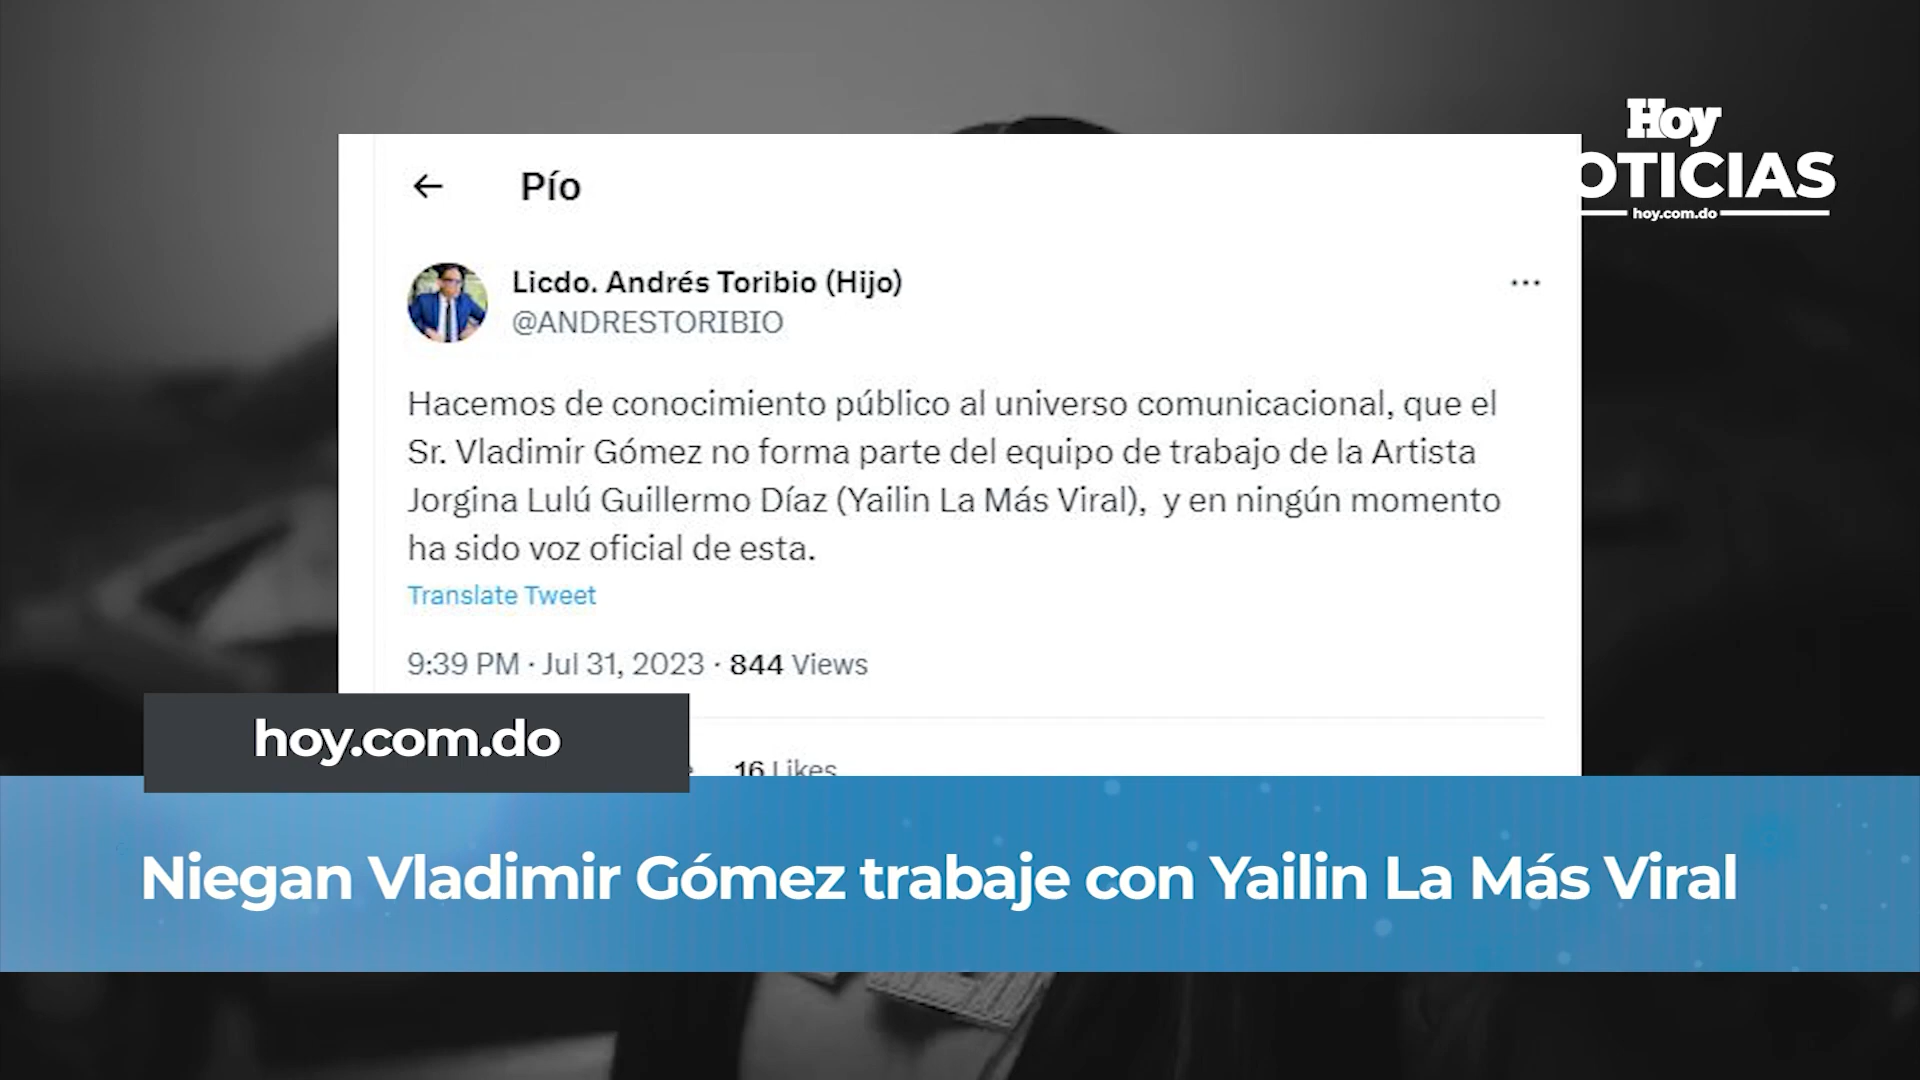 Hoy
OTICIAS
hoy.com.do
Pío
Licdo. Andrés Toribio (Hijo)
@ANDRESTORIBIO
Hacemos de conocimiento público al universo comunicacional, que el
Sr. Vladimir Gómez no forma parte del equipo de trabajo de la Artista
Jorgina Lulú Guillermo Díaz (Yailin La Más Viral),  y en ningún momento
ha sido voz oficial de esta.
Translate Tweet
9:39 PM · Jul 31, 2023 · 844 Views
16 Likes
hoy.com.do
Niegan Vladimir Gómez trabaje con Yailin La Más Viral